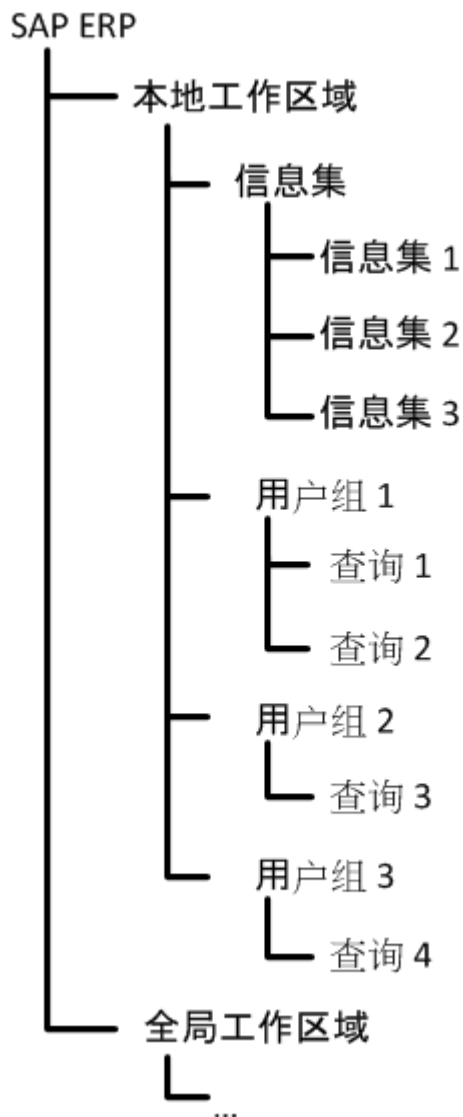 SAP ERP
本地工作区域
信息集
信息集 1
信息集 2
信息集 3
用户组 1
查询 1
查询 2
用户组 2
查询 3
用户组 3
查询 4
全局工作区域
...